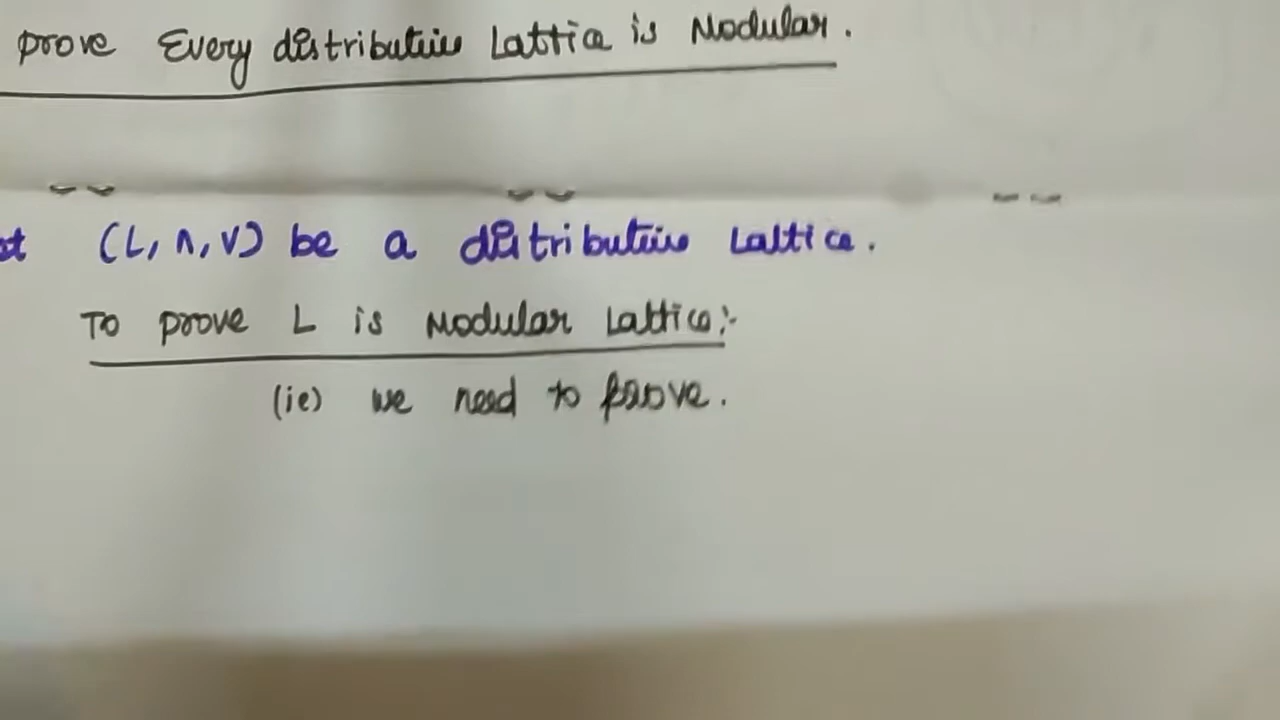 prove Every distributive Lattice is Modular.
et (L, ∧, ∨) be a distributive Lattice.
To prove L is Modular Lattice:-
(ie) we need to prove.